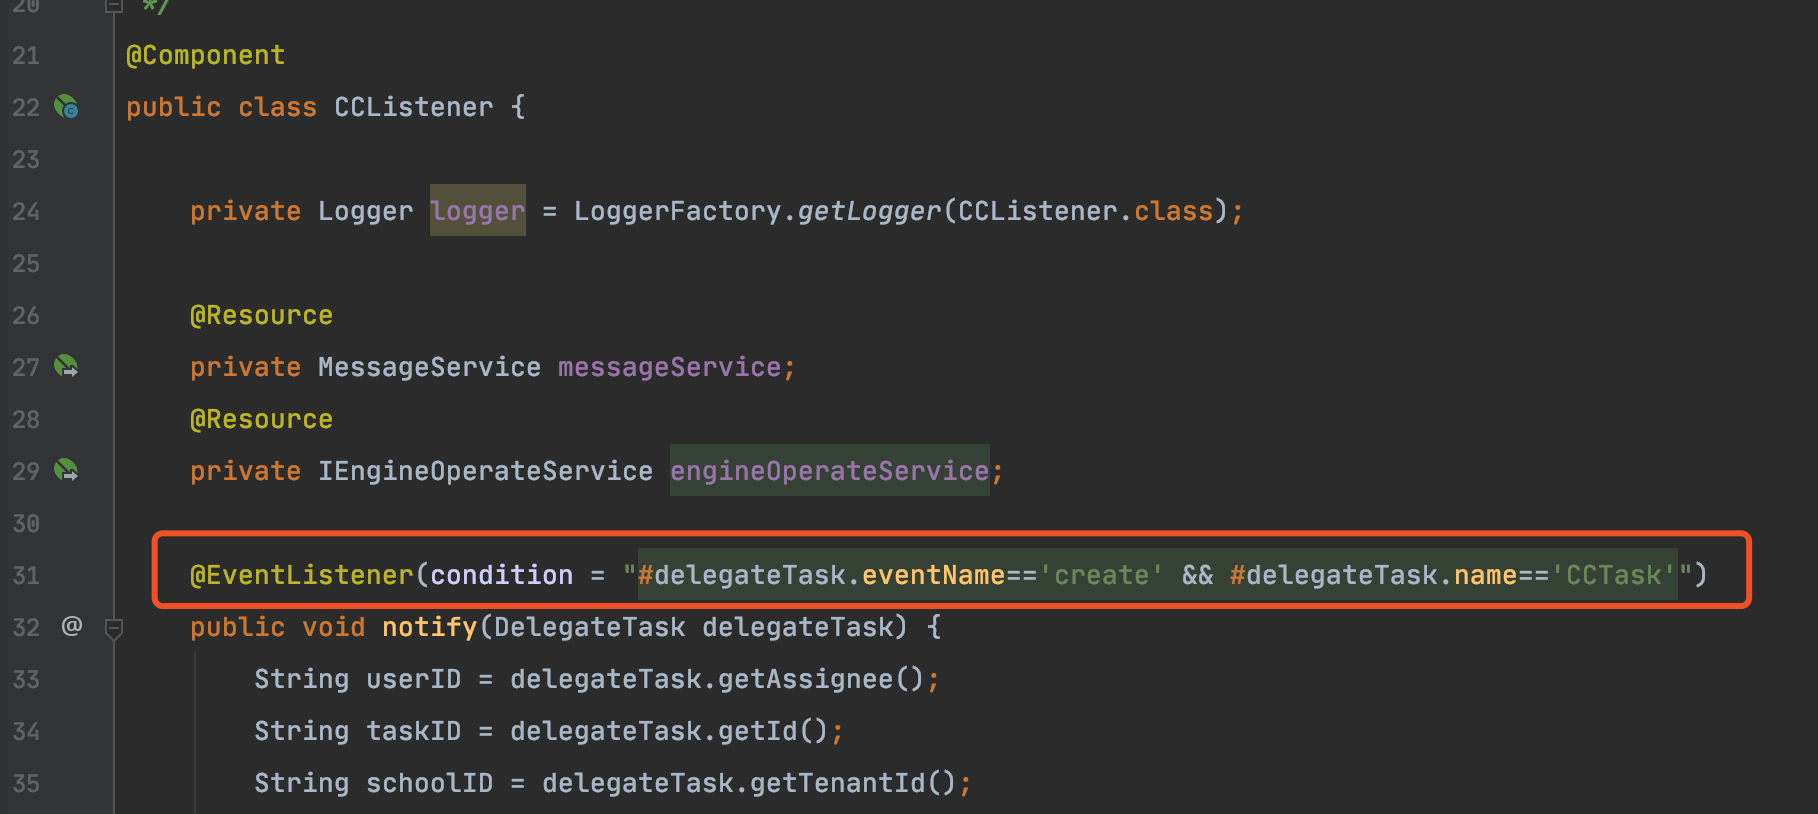 20 */
21 @Component
22 public class CCListener {
23
24 private Logger logger = LoggerFactory.getLogger(CCListener.class);
25
26 @Resource
27 private MessageService messageService;
28 @Resource
29 private IEngineOperateService engineOperateService;
30
31 @EventListener(condition = "#delegateTask.eventName=='create' && #delegateTask.name=='CCTask'")
32 @ public void notify(DelegateTask delegateTask) {
33 String userID = delegateTask.getAssignee();
34 String taskID = delegateTask.getId();
35 String schoolID = delegateTask.getTenantId();